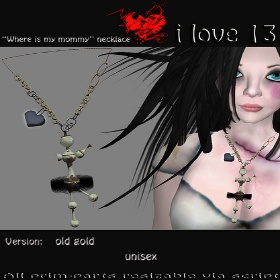 i love 13
"Where is my mommy" necklace
Version: old gold
unisex
All prim-parts resizable via script